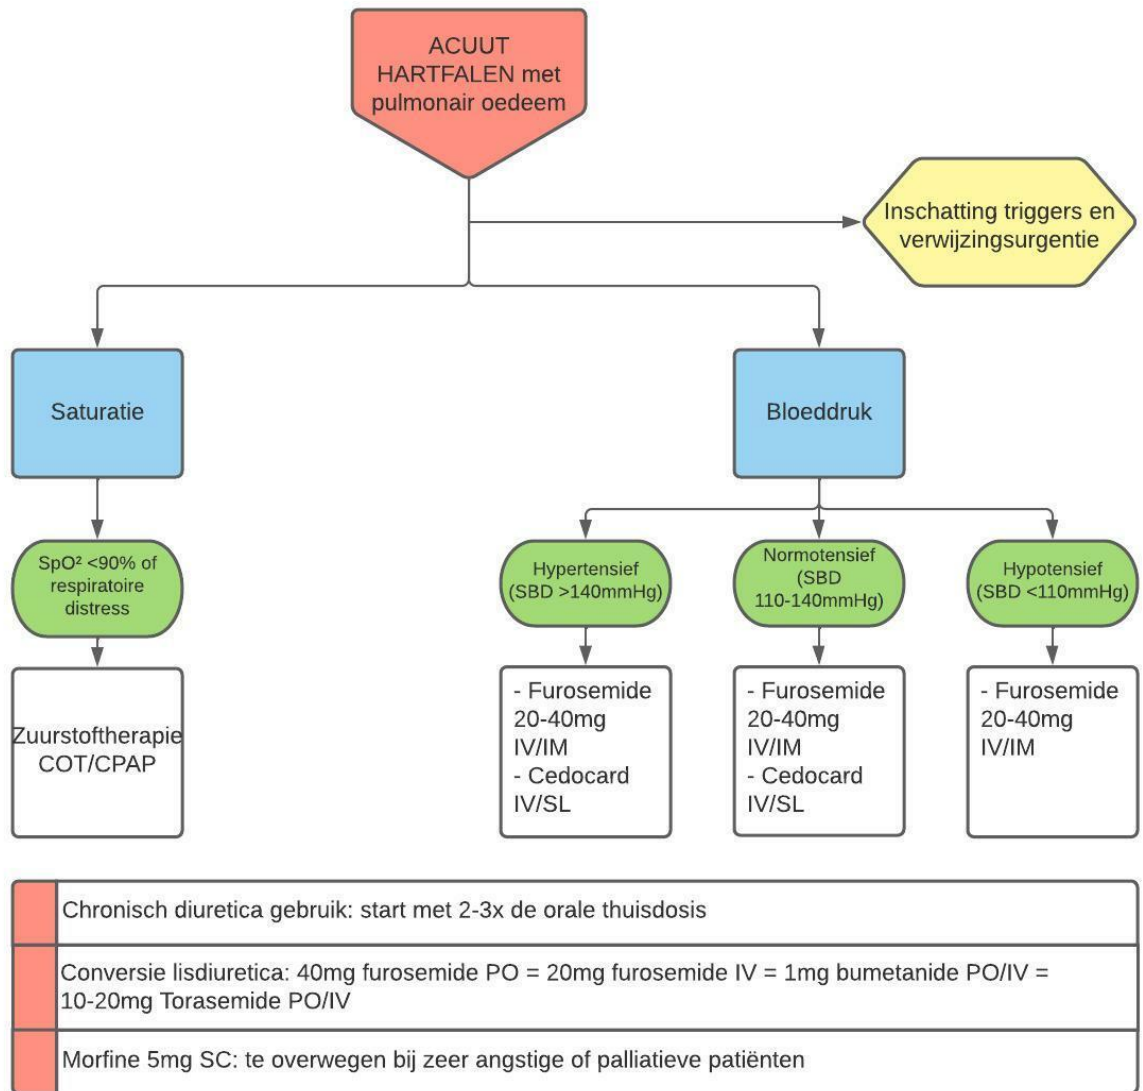 ACUUT
HARTFALEN met
pulmonair oedeem
Inschatting triggers en
verwijzingsurgentie
Saturatie
Bloeddruk
SpO² <90% of
respiratoire
distress
Hypertensief
(SBD >140mmHg)
Normotensief
(SBD
110-140mmHg)
Hypotensief
(SBD <110mmHg)
Zuurstoftherapie
COT/CPAP
- Furosemide
20-40mg
IV/IM
- Cedocard
IV/SL
- Furosemide
20-40mg
IV/IM
- Cedocard
IV/SL
- Furosemide
20-40mg
IV/IM
Chronisch diuretica gebruik: start met 2-3x de orale thuisdosis
Conversie lisdiuretica: 40mg furosemide PO = 20mg furosemide IV = 1mg bumetanide PO/IV =
10-20mg Torasemide PO/IV
Morfine 5mg SC: te overwegen bij zeer angstige of palliatieve patiënten